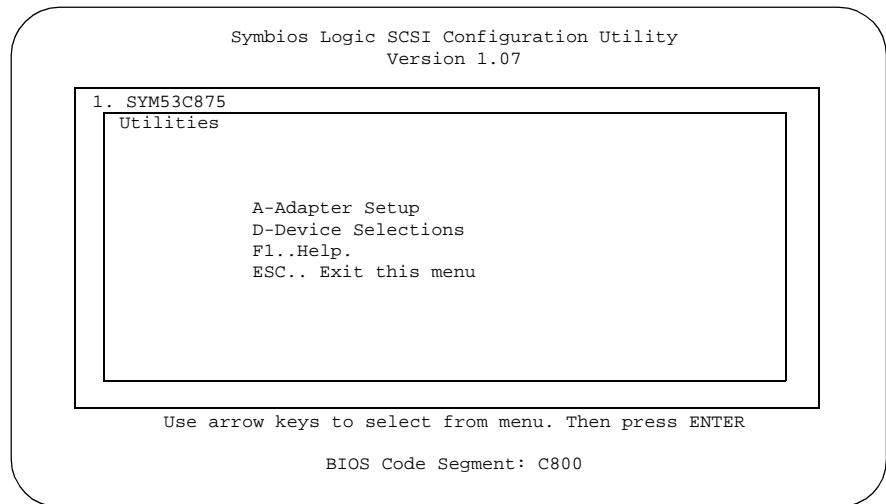 Symbios Logic SCSI Configuration Utility
Version 1.07
1. SYM53C875
Utilities
A-Adapter Setup
D-Device Selections
F1..Help.
ESC.. Exit this menu
Use arrow keys to select from menu. Then press ENTER
BIOS Code Segment: C800